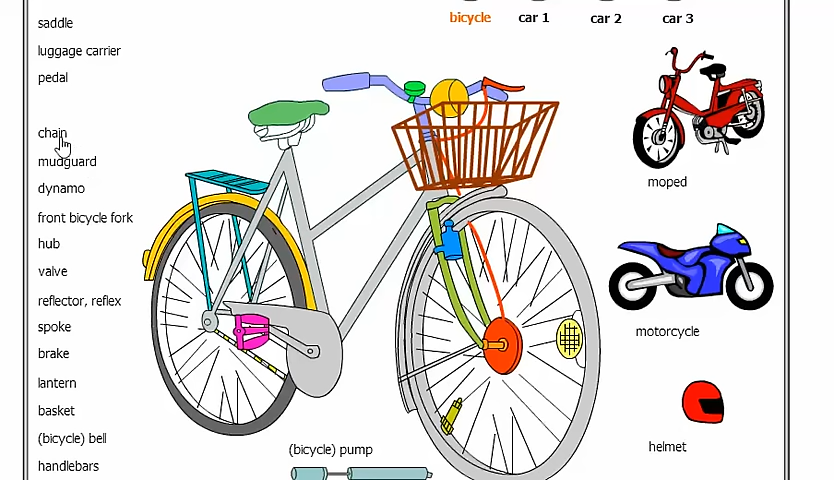 bicycle
car 1
car 2
car 3
saddle
luggage carrier
pedal
chain
mudguard
dynamo
front bicycle fork
hub
valve
reflector, reflex
spoke
brake
lantern
basket
(bicycle) bell
handlebars
(bicycle) pump
moped
motorcycle
helmet